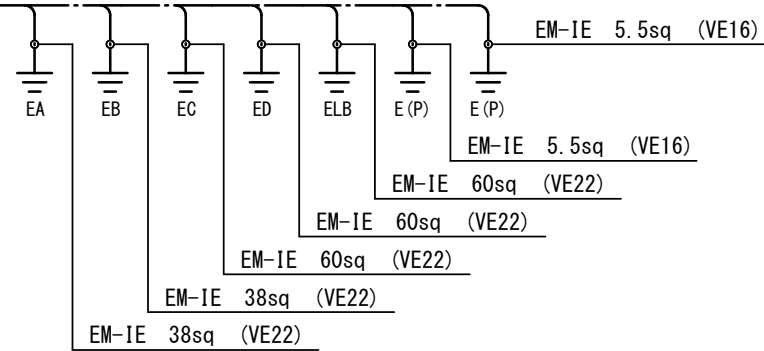 EM-IE 5.5sq (VE16)
EA EB EC ED ELB E(P) E(P)
EM-IE 5.5sq (VE16)
EM-IE 60sq (VE22)
EM-IE 60sq (VE22)
EM-IE 60sq (VE22)
EM-IE 38sq (VE22)
EM-IE 38sq (VE22)